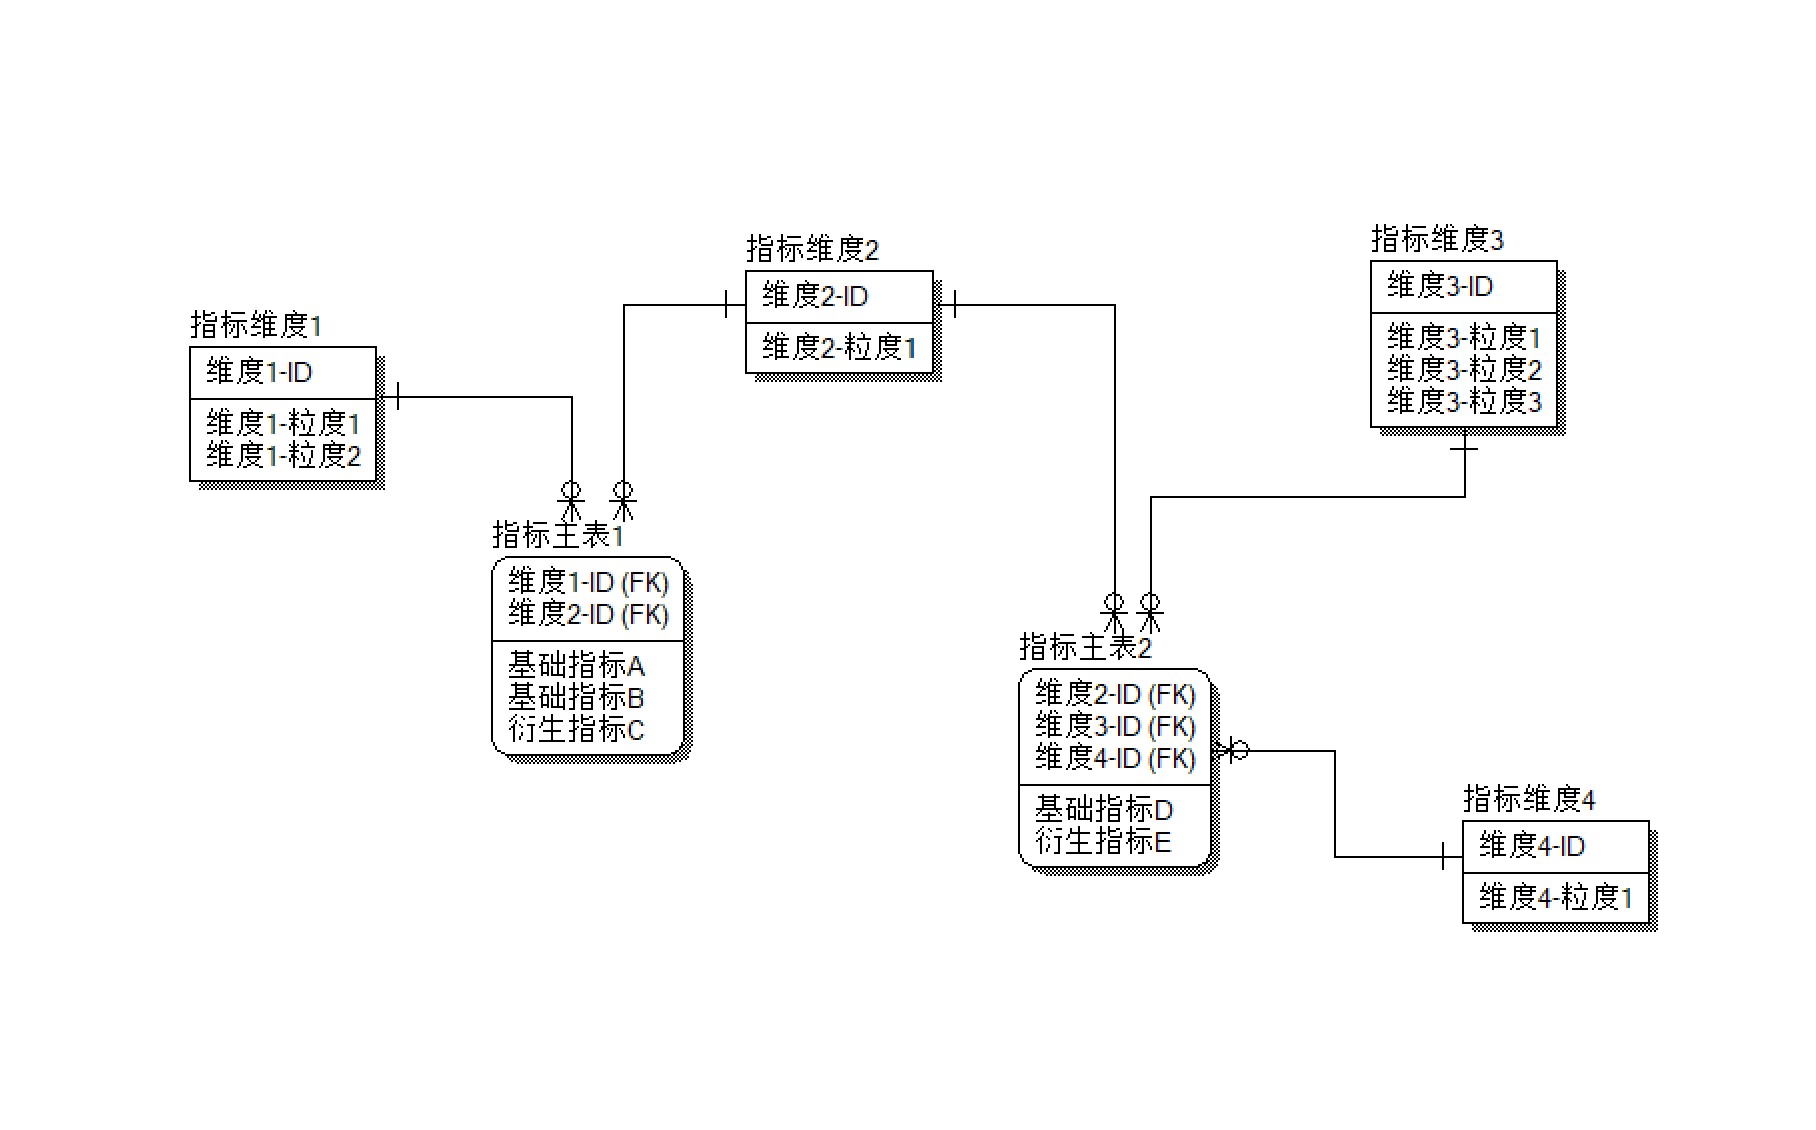 指标维度1
维度1-ID
维度1-粒度1
维度1-粒度2
指标主表1
维度1-ID (FK)
维度2-ID (FK)
基础指标A
基础指标B
衍生指标C
指标维度2
维度2-ID
维度2-粒度1
指标维度3
维度3-ID
维度3-粒度1
维度3-粒度2
维度3-粒度3
指标主表2
维度2-ID (FK)
维度3-ID (FK)
维度4-ID (FK)
基础指标D
衍生指标E
指标维度4
维度4-ID
维度4-粒度1